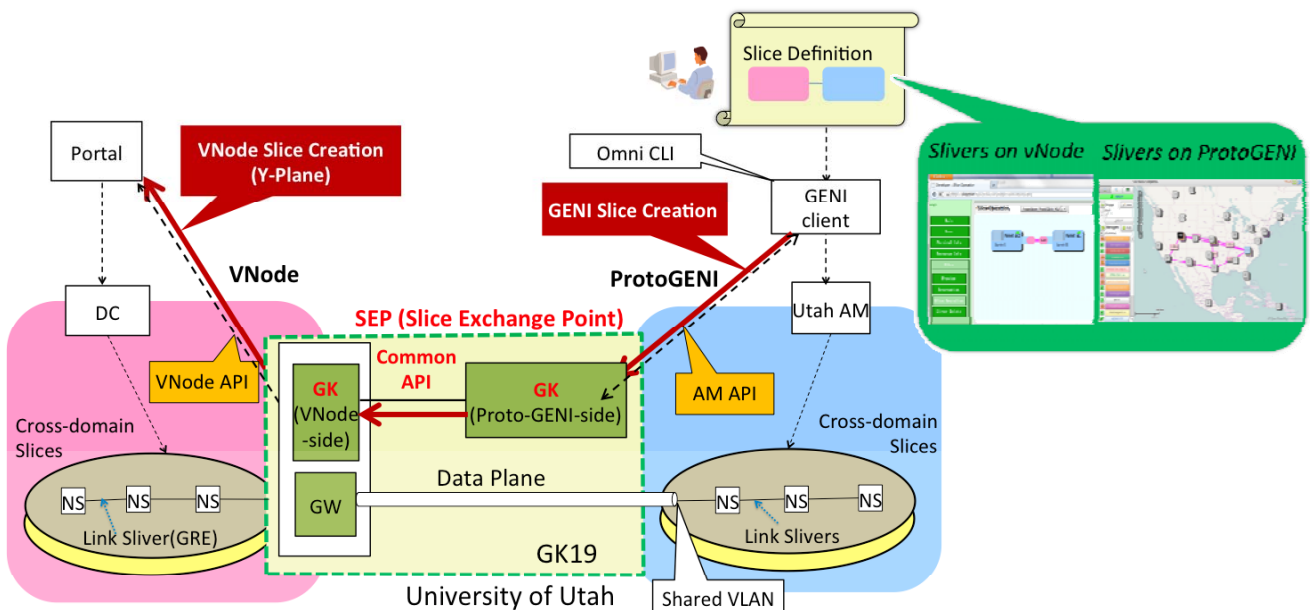 Slice Definition
Portal
VNode Slice Creation
(Y-Plane)
Omni CLI
Slivers on vNode
Slivers on ProtoGENI
GENI
client
GENI Slice Creation
VNode
ProtoGENI
DC
Utah AM
SEP (Slice Exchange Point)
VNode API
Common
API
GK
(VNode
-side)
GK
(Proto-GENI-side)
AM API
Cross-domain
Slices
Cross-domain
Slices
NS
NS
NS
Link Sliver(GRE)
GW
Data Plane
NS
NS
NS
Link Slivers
GK19
University of Utah
Shared VLAN